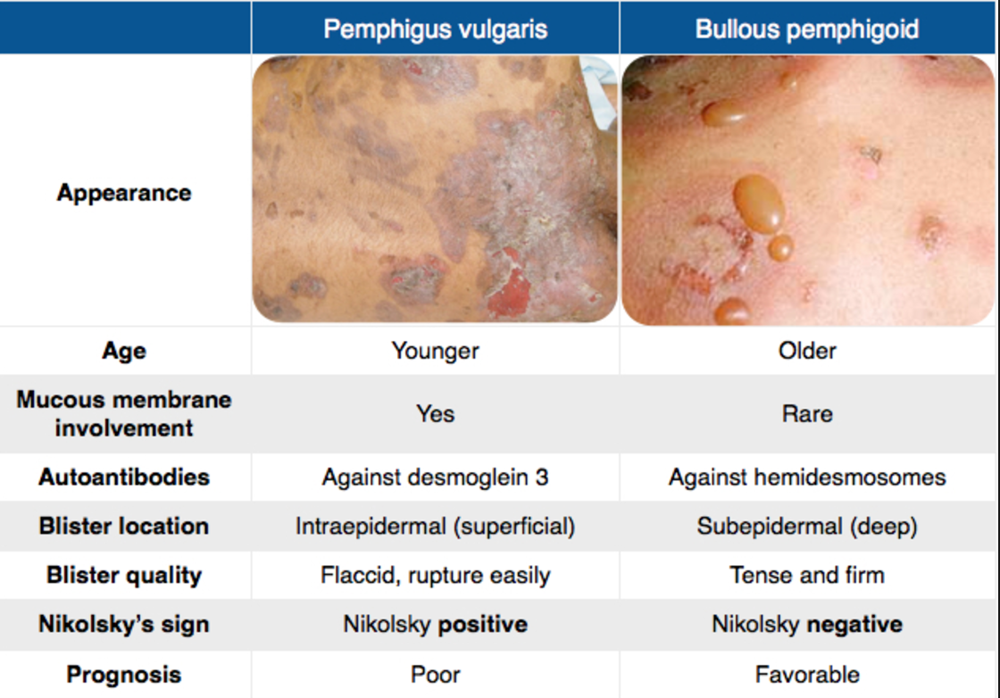 Pemphigus vulgaris Bullous pemphigoid
Appearance
Age Younger Older
Mucous membrane
involvement Yes Rare
Autoantibodies Against desmoglein 3 Against hemidesmosomes
Blister location Intraepidermal (superficial) Subepidermal (deep)
Blister quality Flaccid, rupture easily Tense and firm
Nikolsky’s sign Nikolsky positive Nikolsky negative
Prognosis Poor Favorable